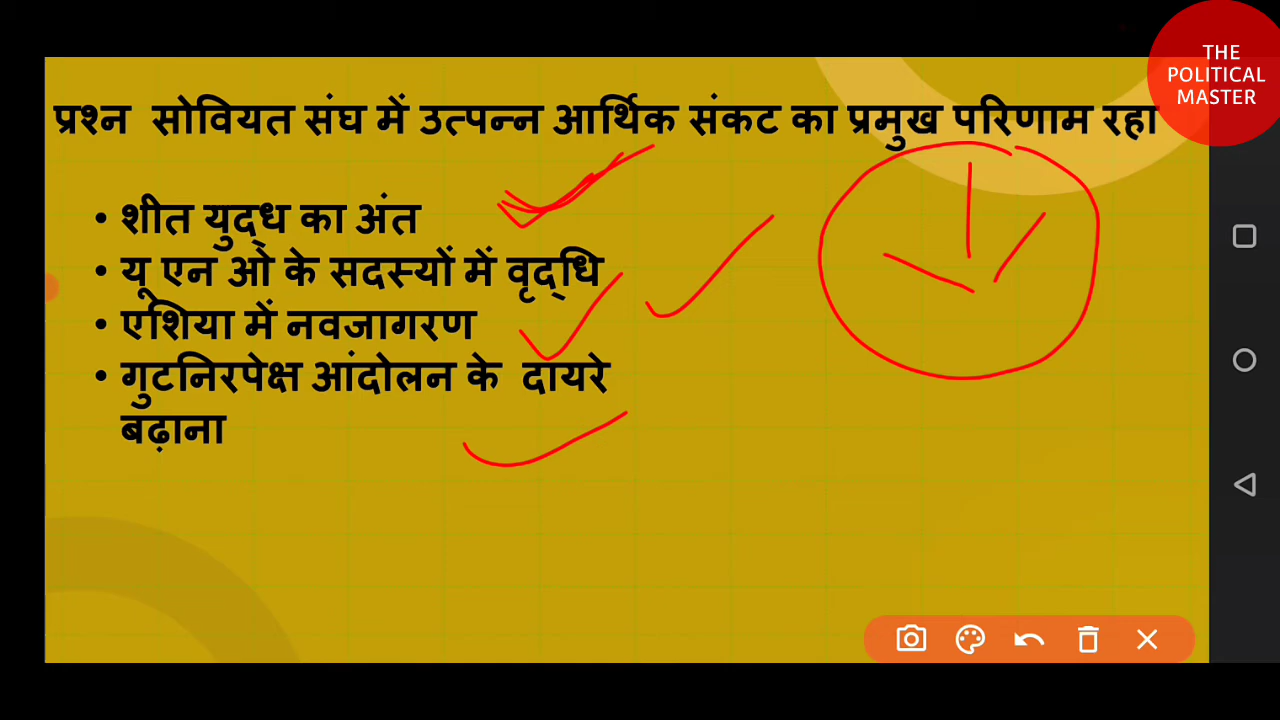 THE
POLITICAL
MASTER
प्रश्न सोवियत संघ में उत्पन्न आर्थिक संकट का प्रमुख परिणाम रहा
• शीत युद्ध का अंत
• यू एन ओ के सदस्यों में वृद्धि
• एशिया में नवजागरण
• गुटनिरपेक्ष आंदोलन के दायरे
बढ़ाना